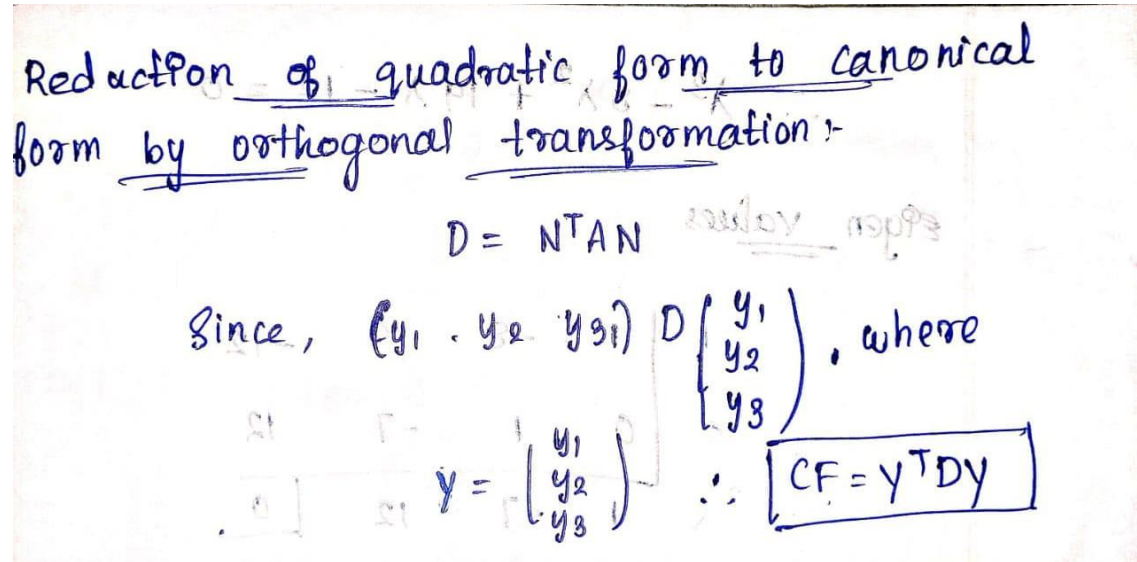 Reduction of quadratic form to canonical
form by orthogonal transformation :-
D = NᵀAN
Since, (y₁ y₂ y₃) D (y₁ y₂ y₃), where
Y = (y₁ y₂ y₃) ∴ CF = YᵀDY